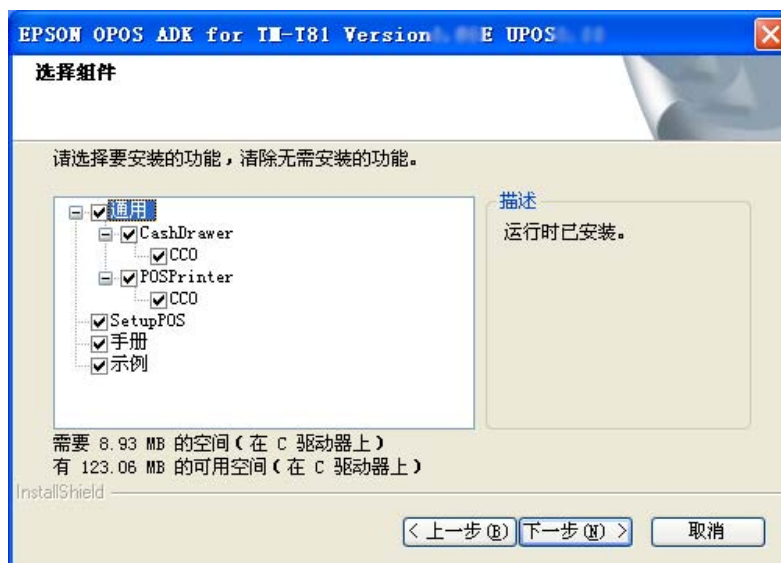 EPSON OPOS ADK for TM-T81 Version E UPOS
选择组件
请选择要安装的功能，清除无需安装的功能。
通用
CashDrawer
CCO
POSPrinter
CCO
SetupPOS
手册
示例
描述
运行时已安装。
需要 8.93 MB 的空间(在 C 驱动器上)
有 123.06 MB 的可用空间(在 C 驱动器上)
InstallShield
< 上一步(B)
下一步(N) >
取消